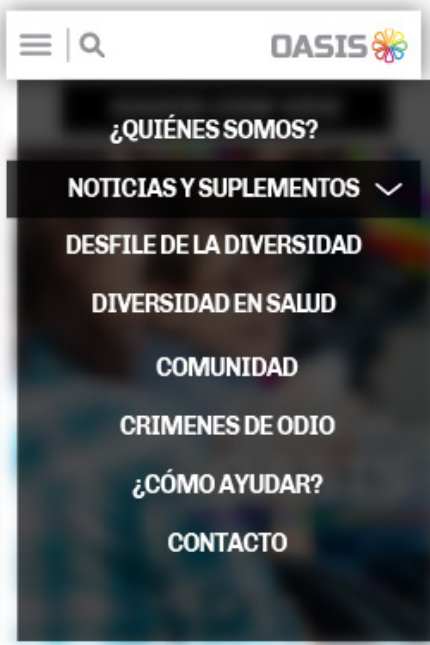 OASIS
¿QUIÉNES SOMOS?
NOTICIAS Y SUPLEMENTOS
DESFILE DE LA DIVERSIDAD
DIVERSIDAD EN SALUD
COMUNIDAD
CRIMENES DE ODIO
¿CÓMO AYUDAR?
CONTACTO